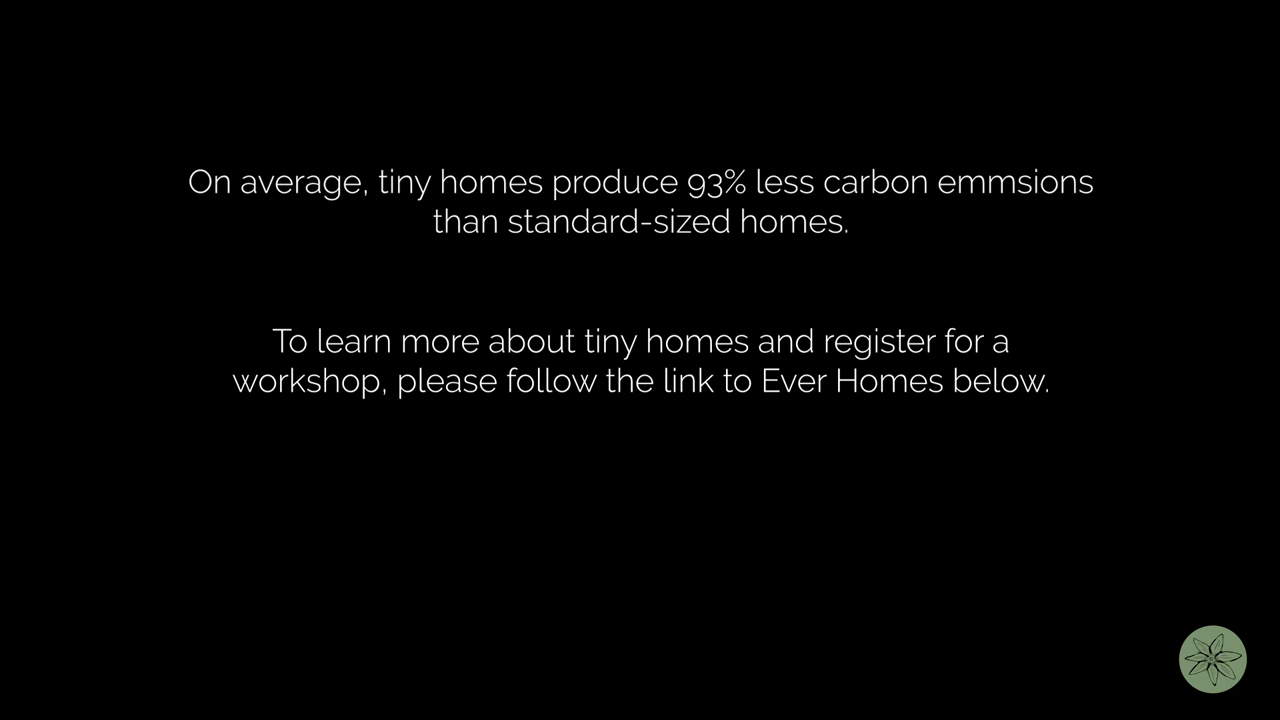 On average, tiny homes produce 93% less carbon emmsions
than standard-sized homes.
To learn more about tiny homes and register for a
workshop, please follow the link to Ever Homes below.